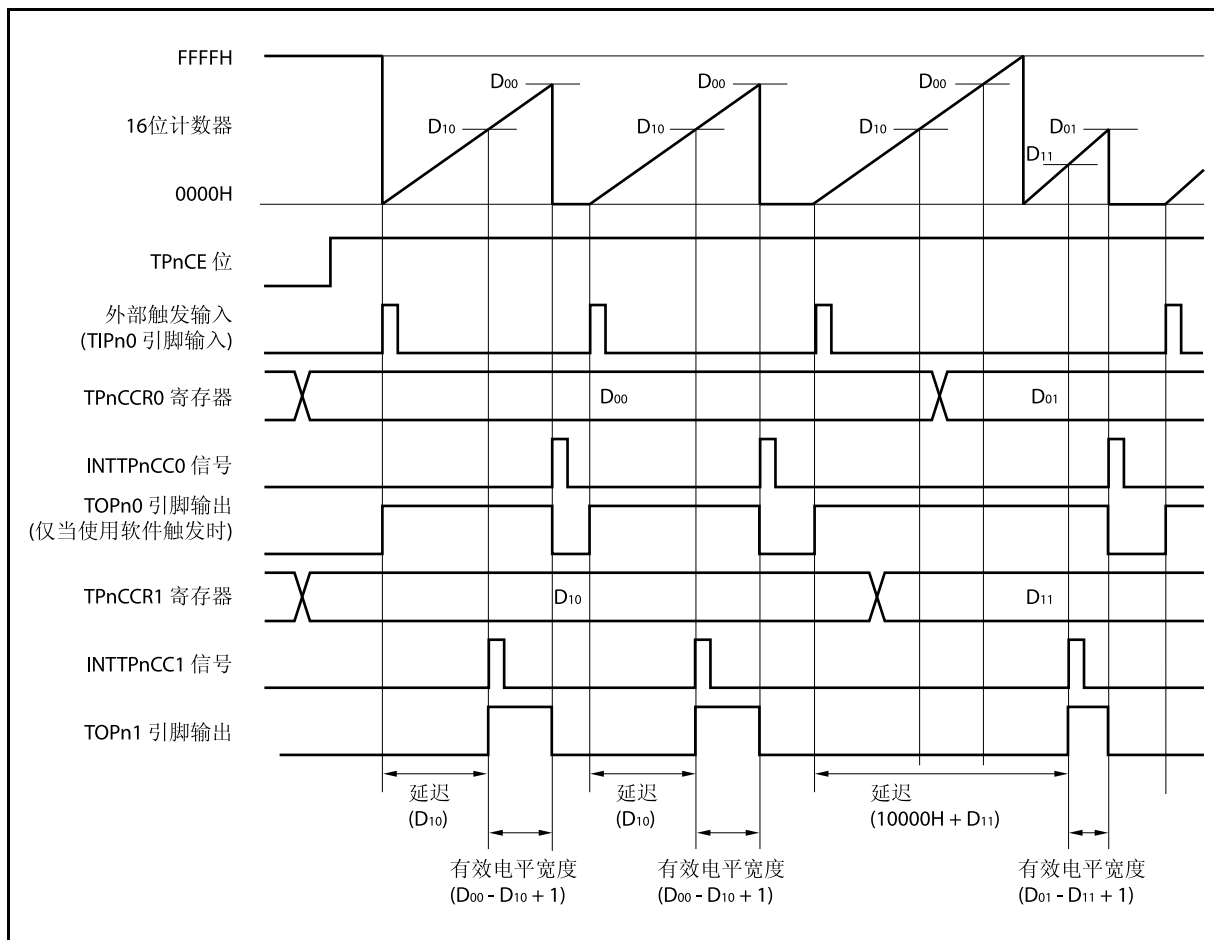 FFFFH
D00
D00
D00
16位计数器
D10
D10
D10
D01
D11
0000H
TPnCE 位
外部触发输入
(TIPn0 引脚输入)
TPnCCR0 寄存器
D00
D01
INTTPnCC0 信号
TOPn0 引脚输出
(仅当使用软件触发时)
TPnCCR1 寄存器
D10
D11
INTTPnCC1 信号
TOPn1 引脚输出
延迟
(D10)
延迟
(D10)
延迟
(10000H + D11)
有效电平宽度
(D00 - D10 + 1)
有效电平宽度
(D00 - D10 + 1)
有效电平宽度
(D01 - D11 + 1)